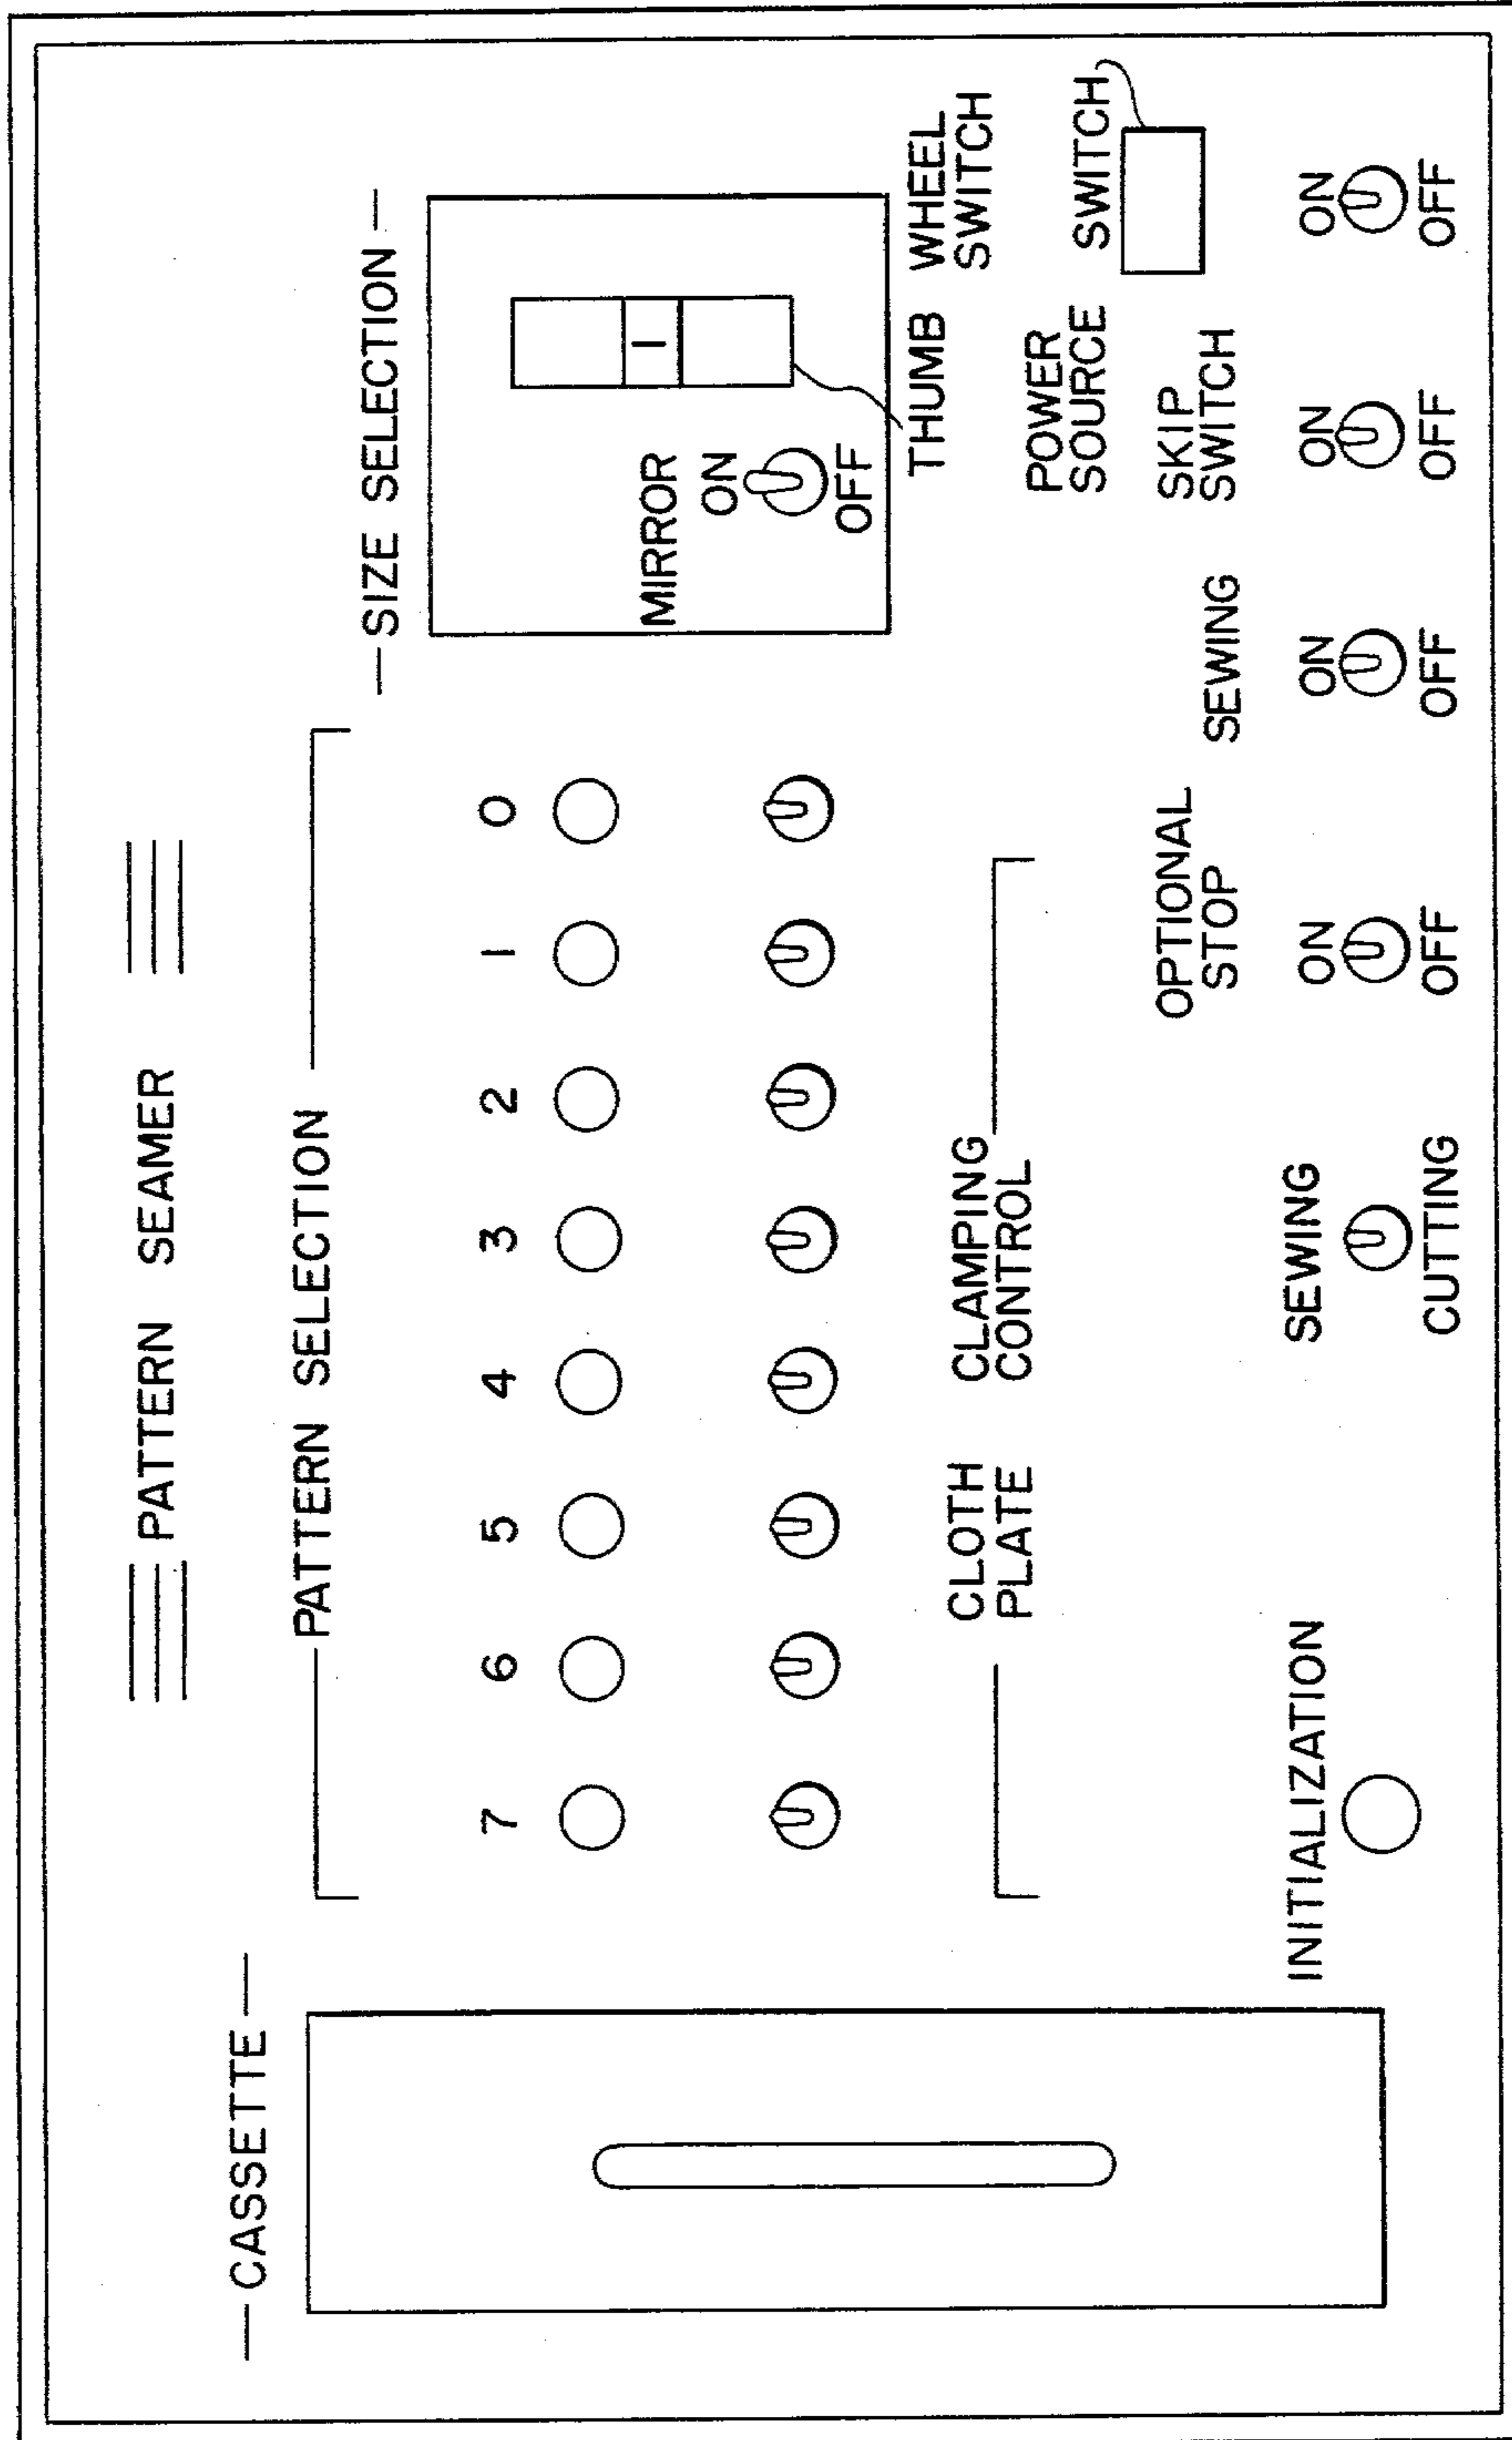 PATTERN SEAMER
— CASSETTE —
PATTERN SELECTION
— SIZE SELECTION —
7 6 5 4 3 2 1 0
MIRROR
ON
OFF
1
THUMB WHEEL
SWITCH
CLOTH CLAMPING
PLATE CONTROL
POWER
SOURCE
SWITCH
INITIALIZATION
SEWING
CUTTING
OPTIONAL
STOP
ON
OFF
SEWING
ON
OFF
SKIP
SWITCH
ON
OFF
ON
OFF